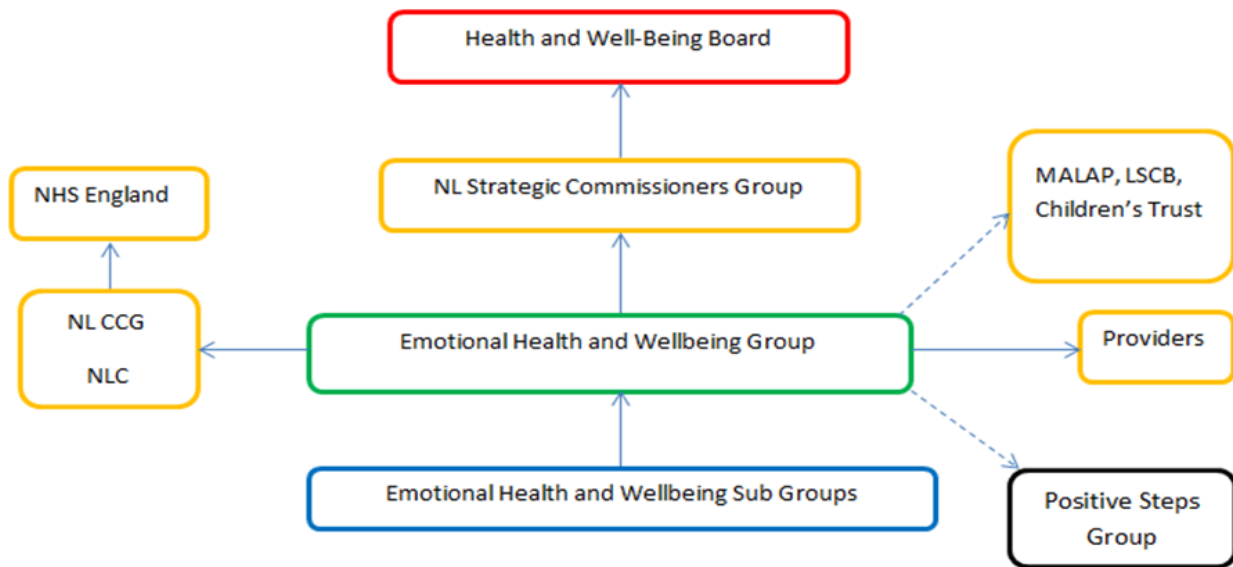 Health and Well-Being Board
NHS England
NL Strategic Commissioners Group
MALAP, LSCB,
Children’s Trust
NL CCG
NLC
Emotional Health and Wellbeing Group
Providers
Emotional Health and Wellbeing Sub Groups
Positive Steps
Group